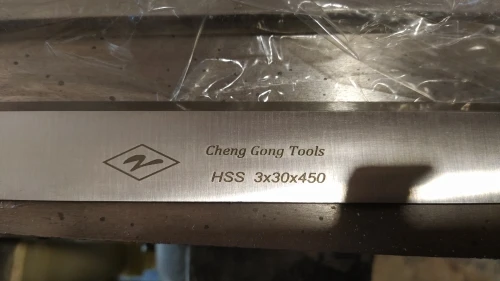 Cheng Gong Tools
HSS 3x30x450